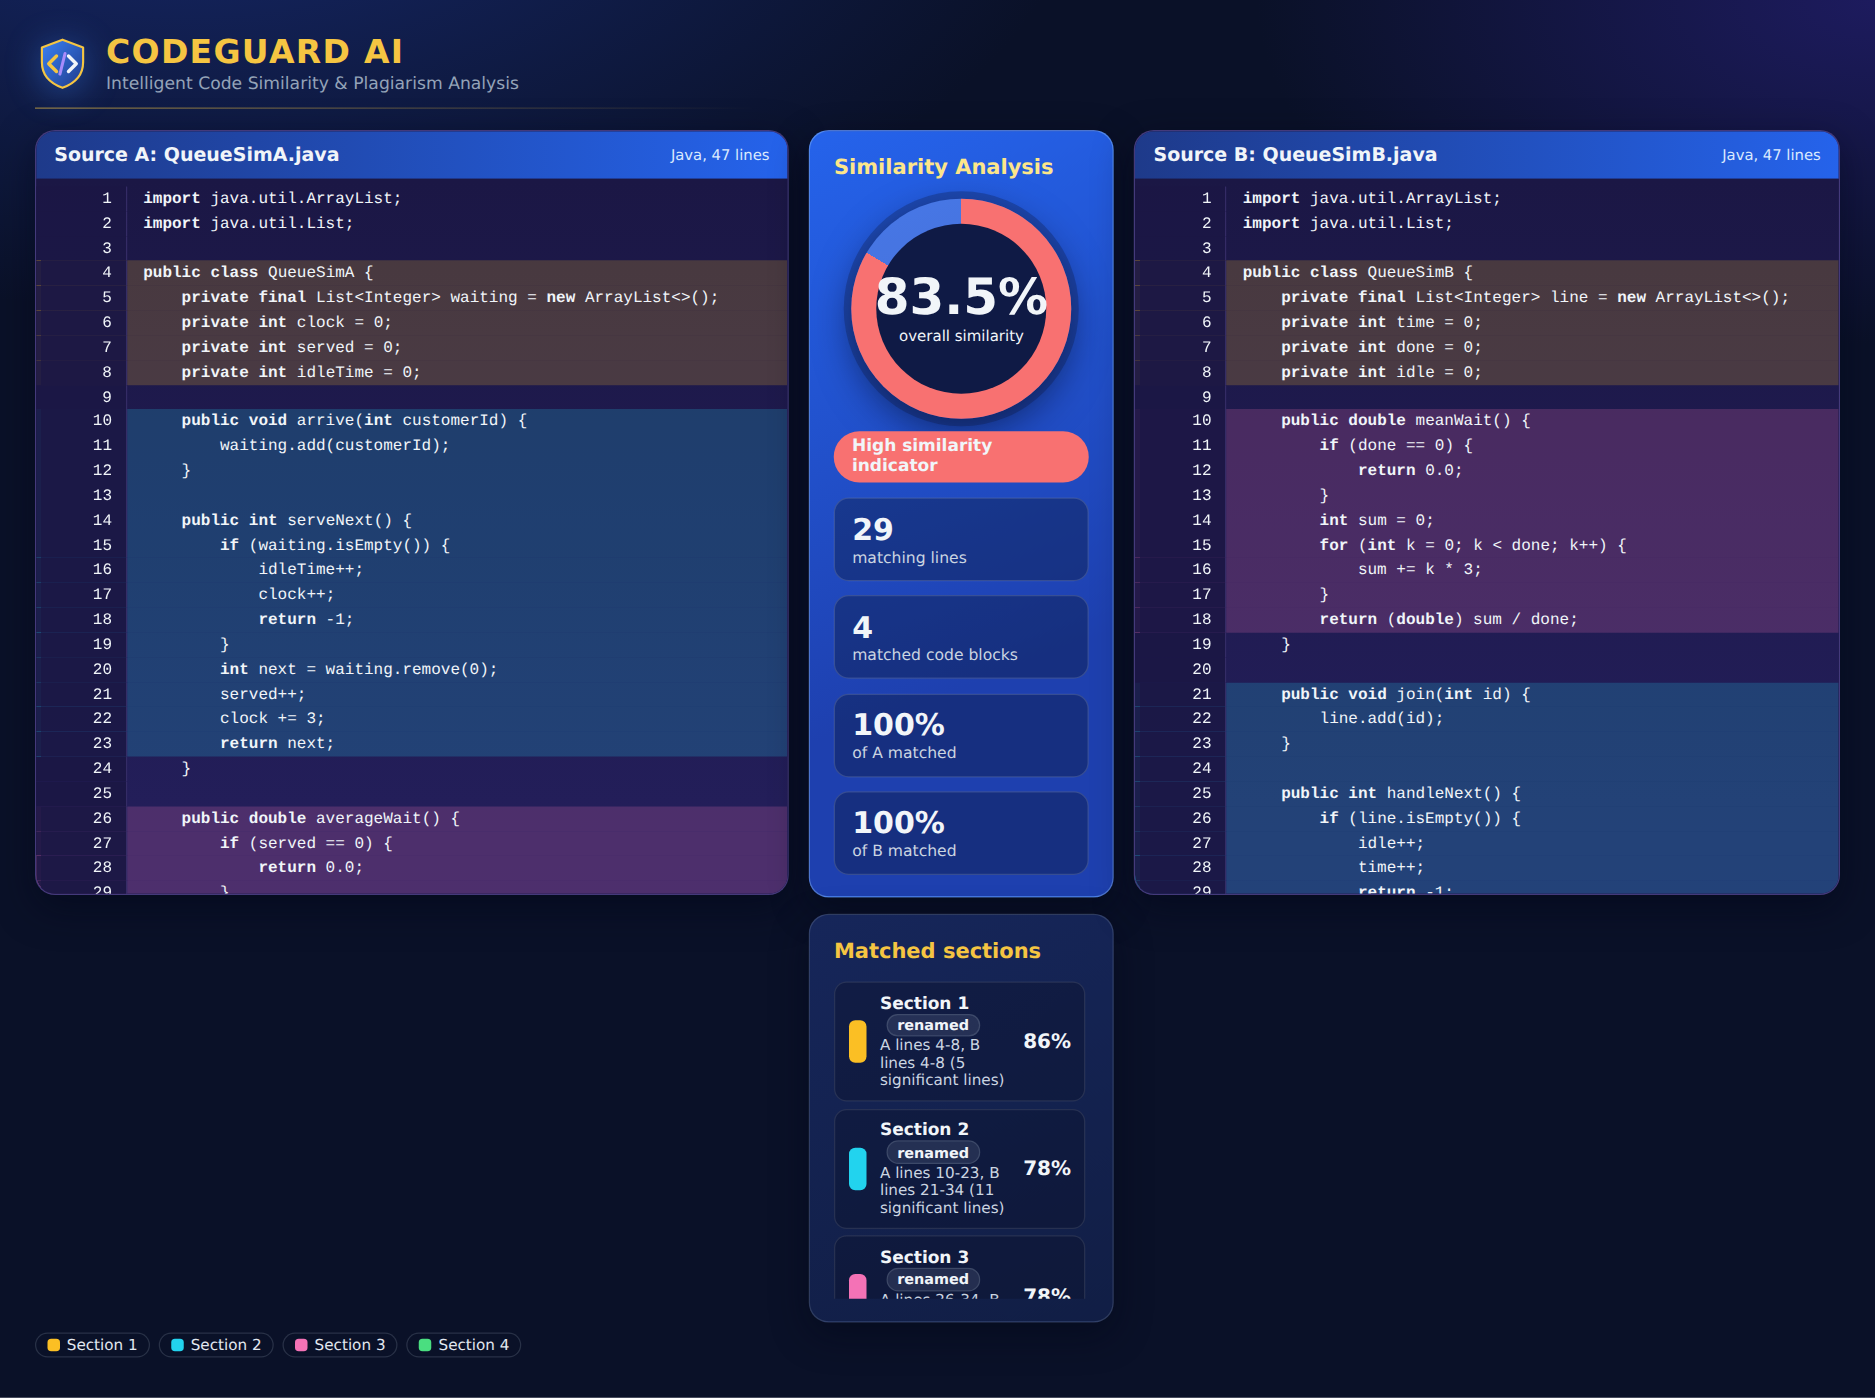 CODEGUARD AI
Intelligent Code Similarity & Plagiarism Analysis
Source A: QueueSimA.java
Java, 47 lines
1 import java.util.ArrayList;
2 import java.util.List;
3
4 public class QueueSimA {
5     private final List<Integer> waiting = new ArrayList<>();
6     private int clock = 0;
7     private int served = 0;
8     private int idleTime = 0;
9
10     public void arrive(int customerId) {
11         waiting.add(customerId);
12     }
13
14     public int serveNext() {
15         if (waiting.isEmpty()) {
16             idleTime++;
17             clock++;
18             return -1;
19         }
20         int next = waiting.remove(0);
21         served++;
22         clock += 3;
23         return next;
24     }
25
26     public double averageWait() {
27         if (served == 0) {
28             return 0.0;
29         }
Similarity Analysis
83.5%
overall similarity
High similarity
indicator
29
matching lines
4
matched code blocks
100%
of A matched
100%
of B matched
Source B: QueueSimB.java
Java, 47 lines
1 import java.util.ArrayList;
2 import java.util.List;
3
4 public class QueueSimB {
5     private final List<Integer> line = new ArrayList<>();
6     private int time = 0;
7     private int done = 0;
8     private int idle = 0;
9
10     public double meanWait() {
11         if (done == 0) {
12             return 0.0;
13         }
14         int sum = 0;
15         for (int k = 0; k < done; k++) {
16             sum += k * 3;
17         }
18         return (double) sum / done;
19     }
20
21     public void join(int id) {
22         line.add(id);
23     }
24
25     public int handleNext() {
26         if (line.isEmpty()) {
27             idle++;
28             time++;
29             return -1;
Matched sections
Section 1
renamed
A lines 4-8, B
lines 4-8 (5
significant lines)
86%
Section 2
renamed
A lines 10-23, B
lines 21-34 (11
significant lines)
78%
Section 3
renamed
A lines 26-34, B
78%
Section 1
Section 2
Section 3
Section 4